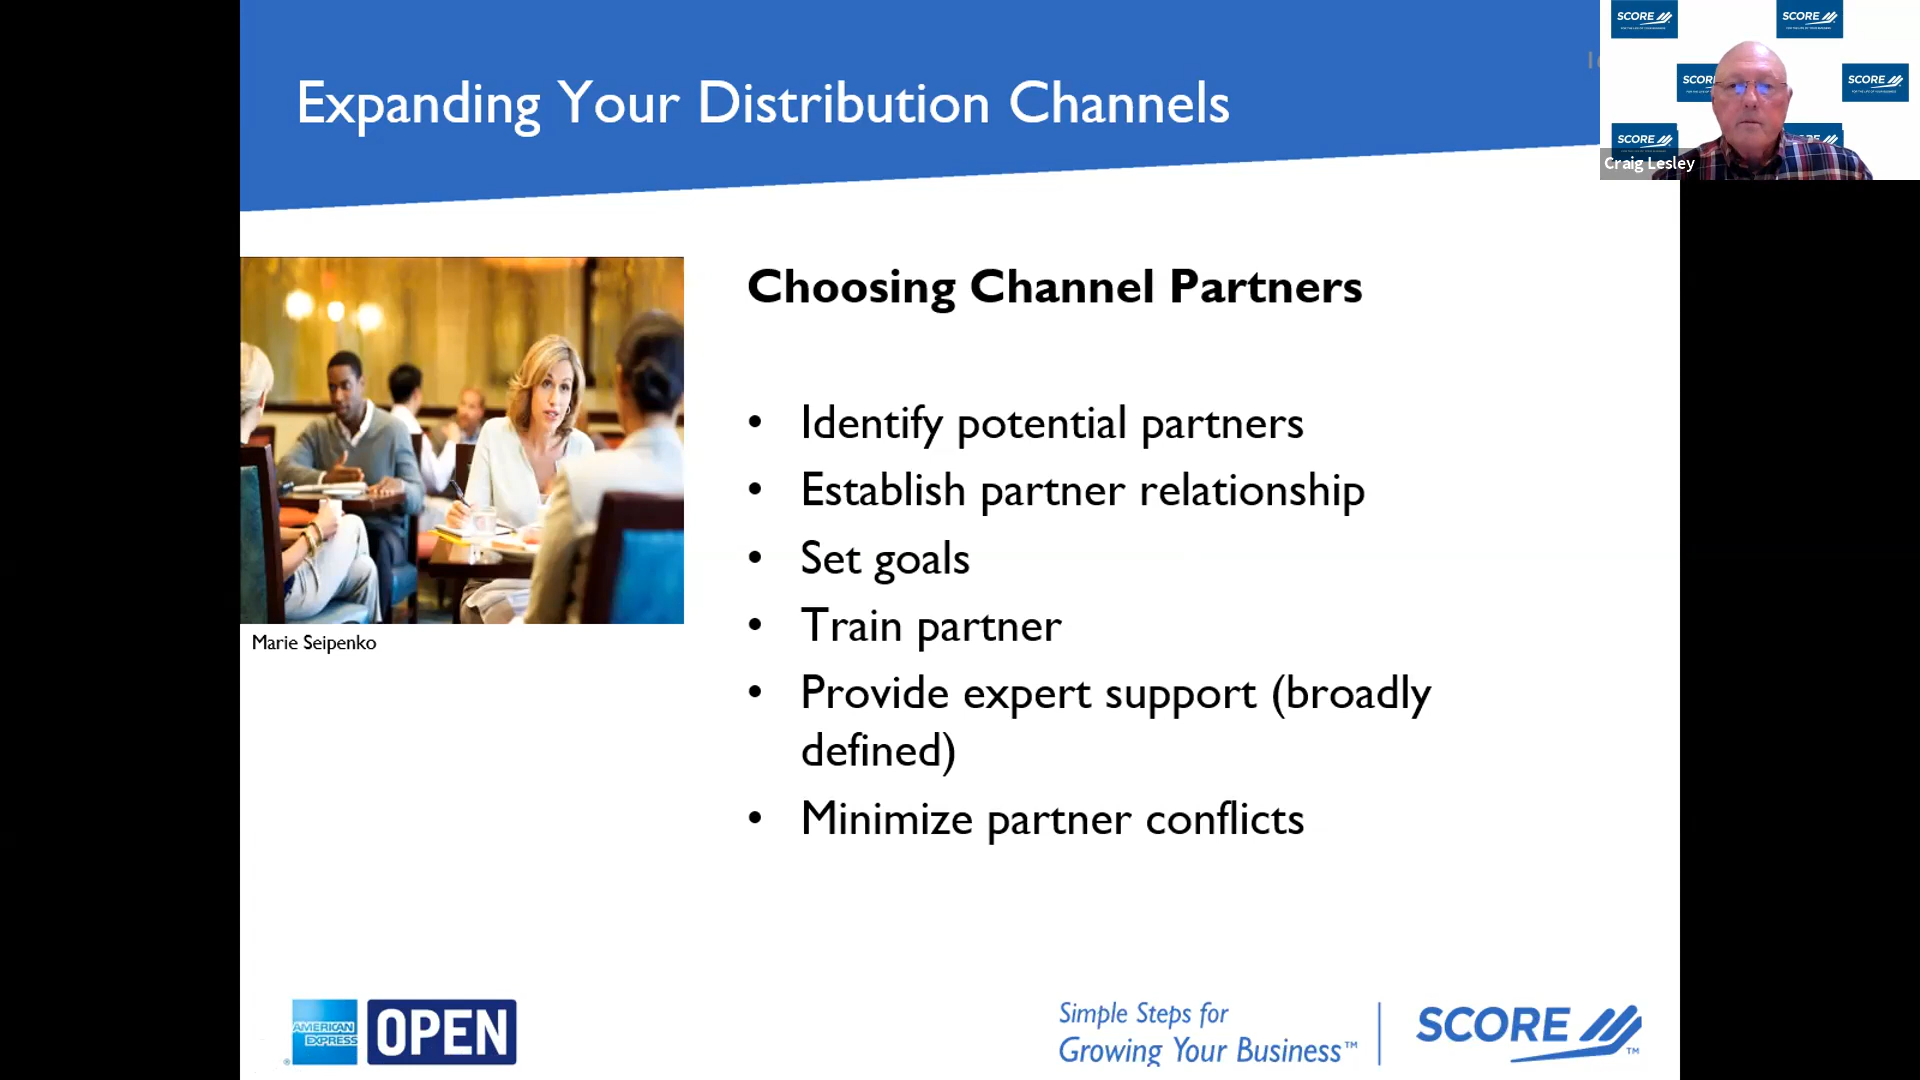 Expanding Your Distribution Channels
SCORE
SCORE
SCORE
SCORE
SCORE
Craig Lesley
Choosing Channel Partners
• Identify potential partners
• Establish partner relationship
• Set goals
• Train partner
• Provide expert support (broadly
defined)
• Minimize partner conflicts
Marie Seipenko
AMERICAN
EXPRESS
®
OPEN
Simple Steps for
Growing Your Business™
SCORE
TM